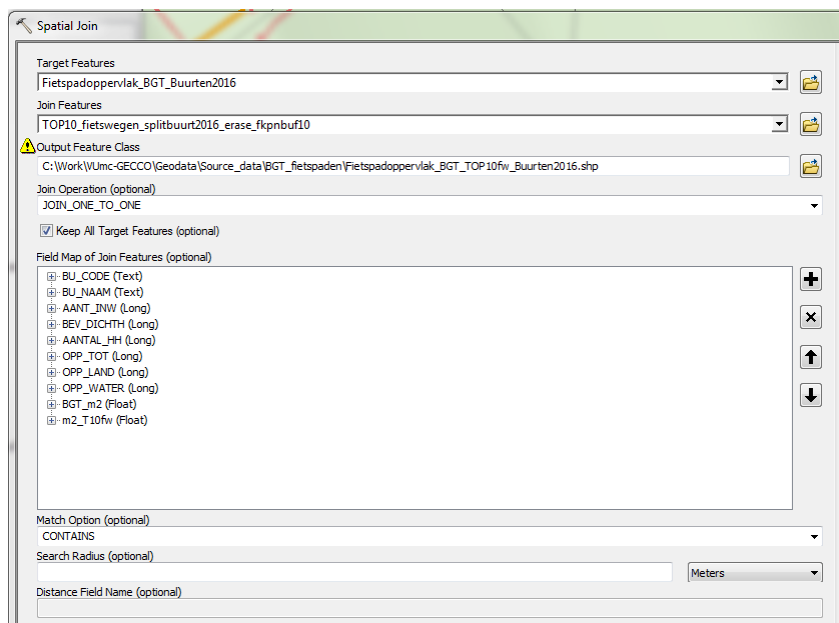 Spatial Join
Target Features
Fietspadoppervlak_BGT_Buurten2016
Join Features
TOP10_fietswegen_splitbuurt2016_erase_fkpnbuf10
Output Feature Class
C:\Work\VUmc-GECCO\Geodata\Source_data\BGT_fietspaden\Fietspadoppervlak_BGT_TOP10fw_Buurten2016.shp
Join Operation (optional)
JOIN_ONE_TO_ONE
Keep All Target Features (optional)
Field Map of Join Features (optional)
BU_CODE (Text)
BU_NAAM (Text)
AANT_INW (Long)
BEV_DICHTH (Long)
AANTAL_HH (Long)
OPP_TOT (Long)
OPP_LAND (Long)
OPP_WATER (Long)
BGT_m2 (Float)
m2_T10fw (Float)
Match Option (optional)
CONTAINS
Search Radius (optional)
Meters
Distance Field Name (optional)